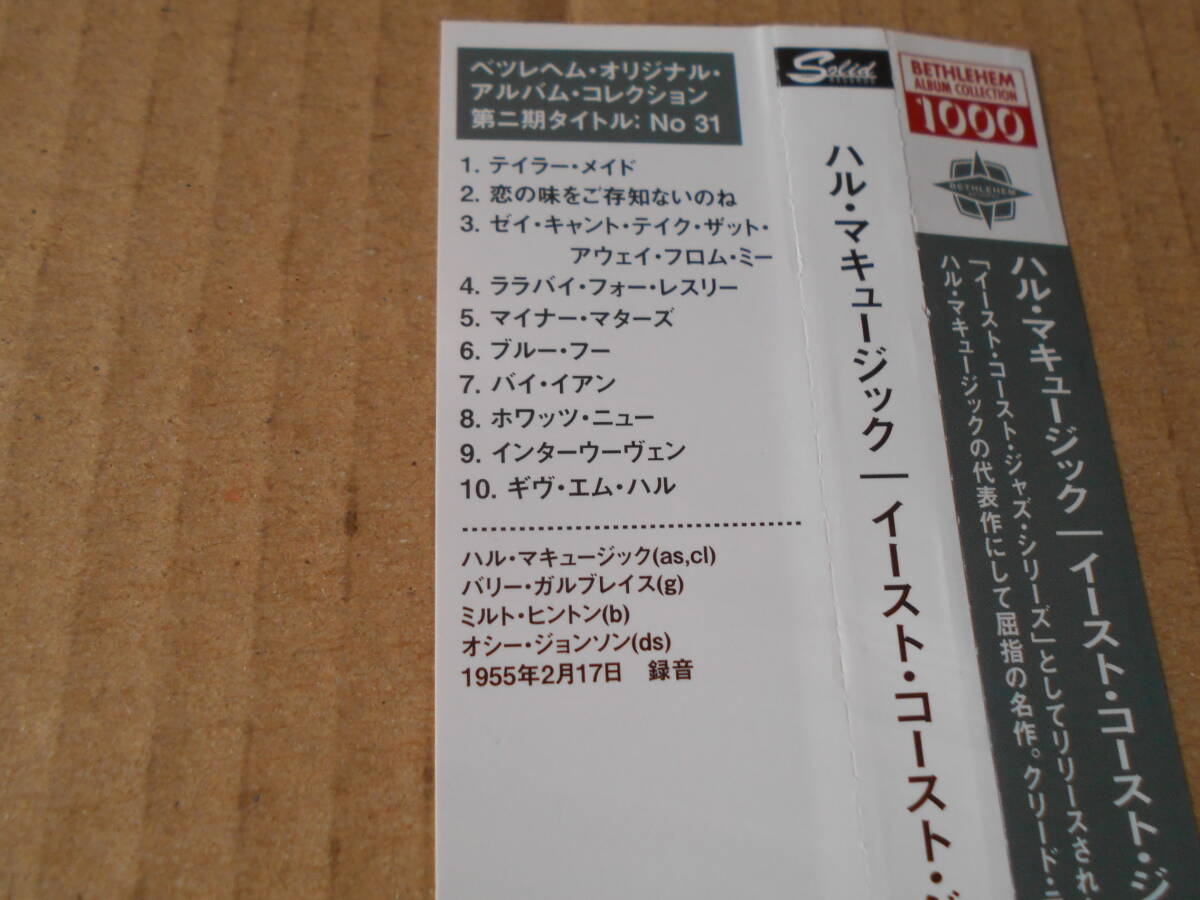 ベツレヘム・オリジナル・
アルバム・コレクション
第二期タイトル: No 31
1. テイラー・メイド
2. 恋の味をご存知ないのね
3. ゼイ・キャント・テイク・ザット・
アウェイ・フロム・ミー
4. ララバイ・フォー・レスリー
5. マイナー・マターズ
6. ブルー・フー
7. バイ・イアン
8. ホワッツ・ニュー
9. インターウーヴェン
10. ギヴ・エム・ハル
ハル・マキュージック(as,cl)
バリー・ガルブレイス(g)
ミルト・ヒントン(b)
オシー・ジョンソン(ds)
1955年2月17日 録音
Solid
RECORDS
ハル・マキュージック｜イースト・コースト・ジ
BETHLEHEM
ALBUM COLLECTION
1000
BETHLEHEM
ハル・マキュージック｜イースト・コースト・ジ
「イースト・コースト・ジャズ・シリーズ」としてリリースされ
ハル・マキュージックの代表作にして屈指の名作。クリード・